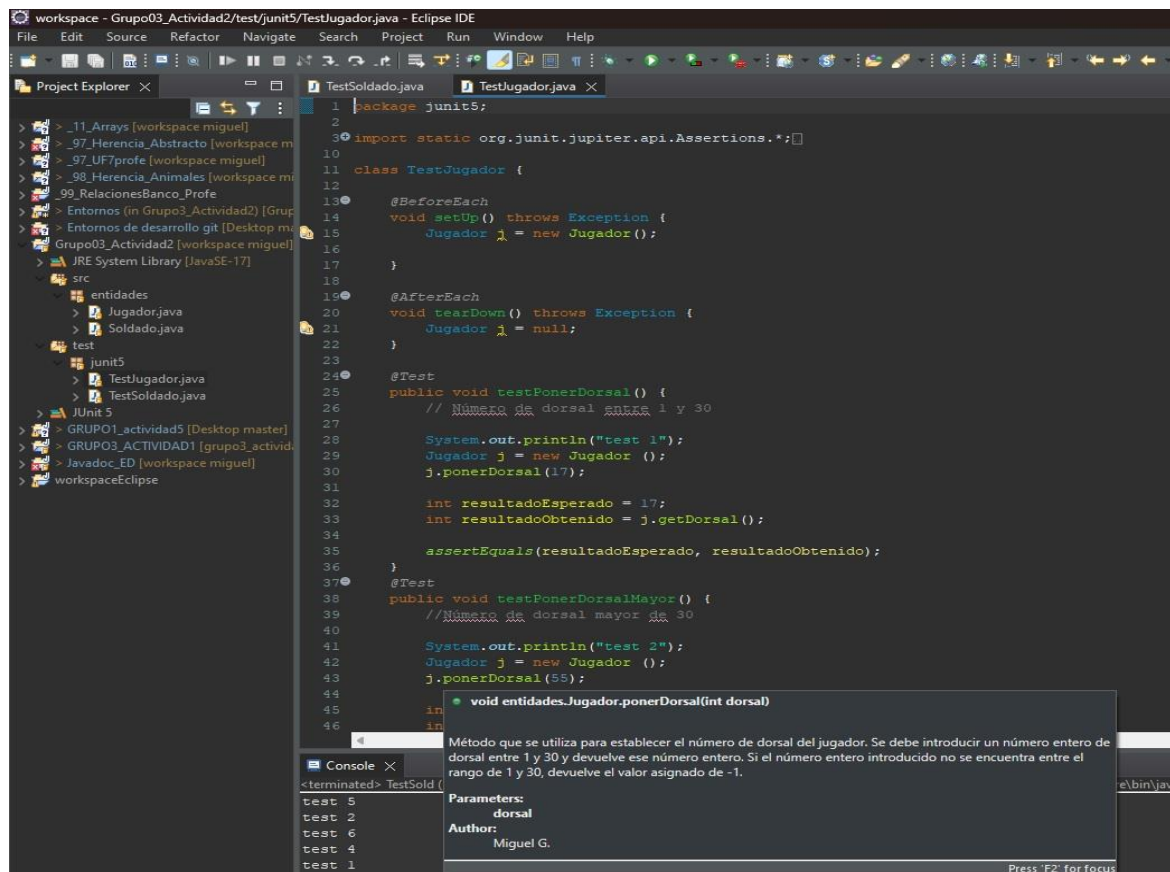 workspace - Grupo03_Actividad2/test/junit5/TestJugador.java - Eclipse IDE
File Edit Source Refactor Navigate Search Project Run Window Help
Project Explorer
> _11_Arrays [workspace miguel]
> _97_Herencia_Abstracto [workspace m
> _97_UF7profe [workspace miguel]
> _98_Herencia_Animales [workspace mi
_99_RelacionesBanco_Profe
> Entornos (in Grupo3_Actividad2) [Grup
> Entornos de desarrollo git [Desktop ma
Grupo03_Actividad2 [workspace miguel]
JRE System Library [JavaSE-17]
src
entidades
Jugador.java
Soldado.java
test
junit5
TestJugador.java
TestSoldado.java
JUnit 5
> GRUPO1_actividad5 [Desktop master]
> GRUPO3_ACTIVIDAD1 [grupo3_activida
> Javadoc_ED [workspace miguel]
workspaceEclipse
TestSoldado.java TestJugador.java
1 package junit5;
2
3 import static org.junit.jupiter.api.Assertions.*;
10
11 class TestJugador {
12
13 @BeforeEach
14 void setUp() throws Exception {
15 Jugador j = new Jugador();
16
17 }
18
19 @AfterEach
20 void tearDown() throws Exception {
21 Jugador j = null;
22 }
23
24 @Test
25 public void testPonerDorsal() {
26 // Número de dorsal entre 1 y 30
27
28 System.out.println("test 1");
29 Jugador j = new Jugador ();
30 j.ponerDorsal(17);
31
32 int resultadoEsperado = 17;
33 int resultadoObtenido = j.getDorsal();
34
35 assertEquals(resultadoEsperado, resultadoObtenido);
36 }
37 @Test
38 public void testPonerDorsalMayor() {
39 //Número de dorsal mayor de 30
40
41 System.out.println("test 2");
42 Jugador j = new Jugador ();
43 j.ponerDorsal(55);
44
45 in
46 in
void entidades.Jugador.ponerDorsal(int dorsal)
Método que se utiliza para establecer el número de dorsal del jugador. Se debe introducir un número entero de
dorsal entre 1 y 30 y devuelve ese número entero. Si el número entero introducido no se encuentra entre el
rango de 1 y 30, devuelve el valor asignado de -1.
Parameters:
dorsal
Author:
Miguel G.
Press 'F2' for focus
Console
<terminated> TestSold (
e\bin\jav
test 5
test 2
test 6
test 4
test 1